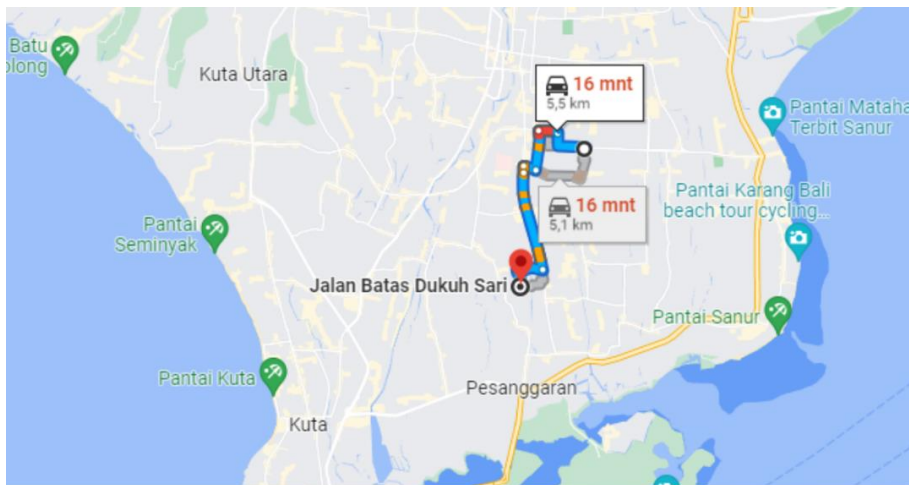 Batu
olong
Kuta Utara
16 mnt
5,5 km
Pantai Mataha
Terbit Sanur
Pantai Karang Bali
beach tour cycling...
16 mnt
5,1 km
Pantai
Seminyak
Jalan Batas Dukuh Sari
Pantai Sanur
Pantai Kuta
Pesanggaran
Kuta